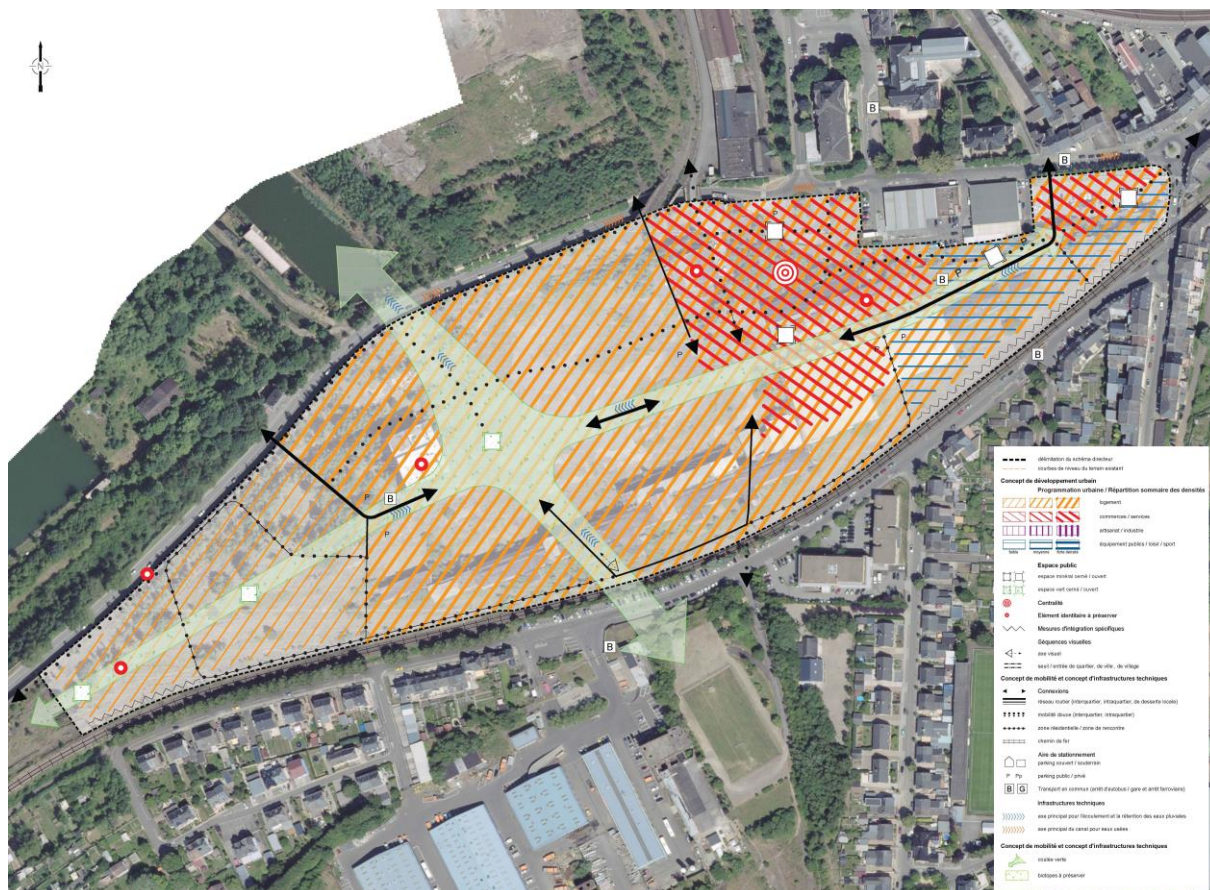 N
B
B
P
P
B
P
P
B
P
B
P
P
B
délimitation du schéma directeur
courbes de niveau du terrain existant
Concept de développement urbain
Programmation urbaine / Répartition sommaire des densités
logement
commerces / services
artisanat / industrie
équipement publics / loisir / sport
faible moyenne forte densité
Espace public
espace minéral cerné / ouvert
espace vert cerné / ouvert
Centralité
Elément identitaire à préserver
Mesures d'intégration spécifiques
Séquences visuelles
axe visuel
seuil / entrée de quartier, de ville, de village
Concept de mobilité et concept d'infrastructures techniques
Connexions
réseau routier (interquartier, intraquartier, de desserte locale)
mobilité douce (interquartier, intraquartier)
zone résidentielle / zone de rencontre
chemin de fer
Aire de stationnement
parking couvert / souterrain
P Pp parking public / privé
B G Transport en commun (arrêt d'autobus / gare et arrêt ferroviaire)
Infrastructures techniques
axe principal pour l'écoulement et la rétention des eaux pluviales
axe principal du canal pour eaux usées
Concept de mobilité et concept d'infrastructures techniques
coulée verte
biotopes à préserver